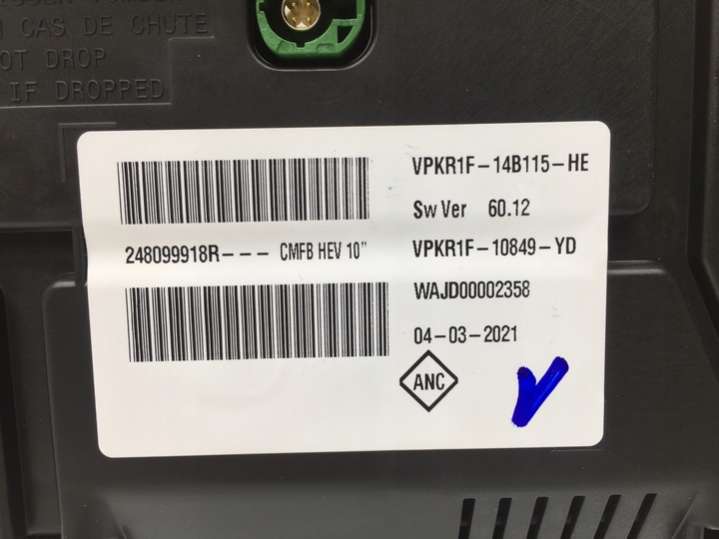 CAS DE CHUTE
OT DROP
IF DROPPED
VPKR1F-14B115-HE
Sw Ver 60.12
248099918R--- CMFB HEV 10"
VPKR1F-10849-YD
WAJD00002358
04-03-2021
ANC